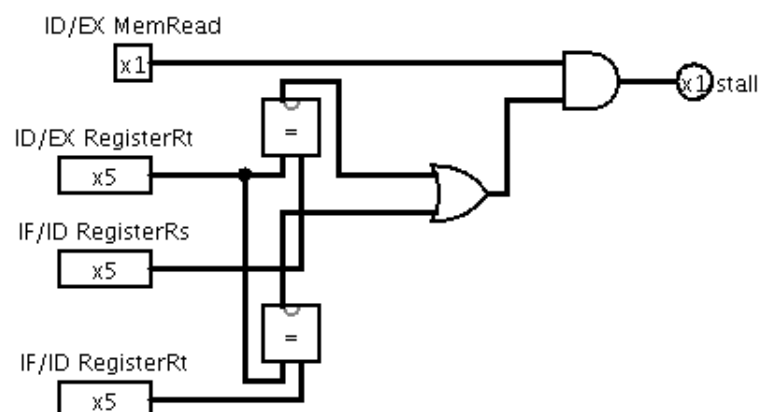 ID/EX MemRead
x1
x1 stall
=
ID/EX RegisterRt
x5
IF/ID RegisterRs
x5
=
IF/ID RegisterRt
x5